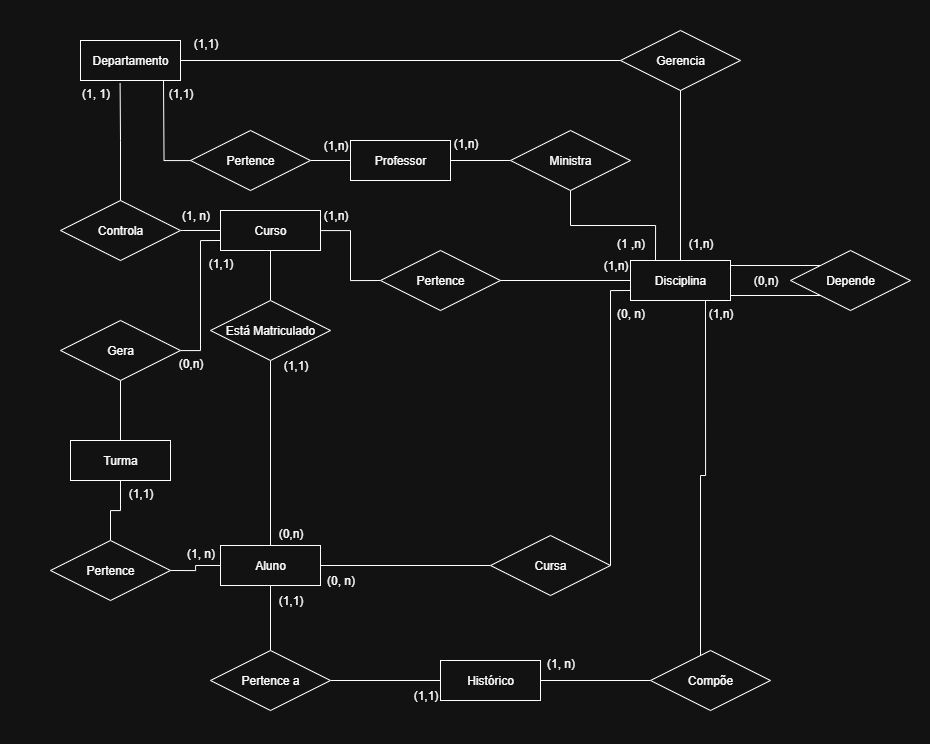 (1,1)
Departamento
Gerencia
(1, 1)
(1,1)
Pertence
(1,n)
Professor
(1,n)
Ministra
Controla
(1, n)
Curso
(1,n)
(1 ,n)
(1,n)
(1,1)
Pertence
(1,n)
Disciplina
(0,n)
Depende
(0, n)
(1,n)
Está Matriculado
Gera
(0,n)
(1,1)
Turma
(1,1)
(0,n)
Pertence
(1, n)
Aluno
(0, n)
Cursa
(1,1)
Pertence a
(1,1)
Histórico
(1, n)
Compõe